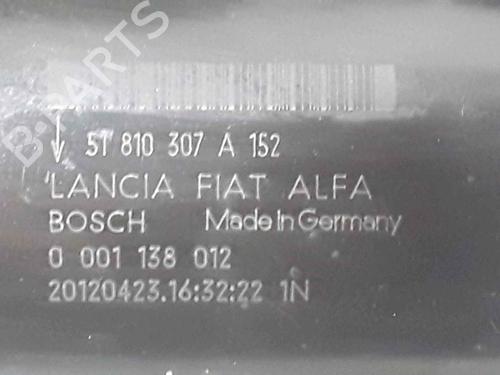 B-PARTS
51 810 307 A 152
LANCIA FIAT ALFA
BOSCH Made in Germany
0 001 138 012
20120423.16:32:22 1N